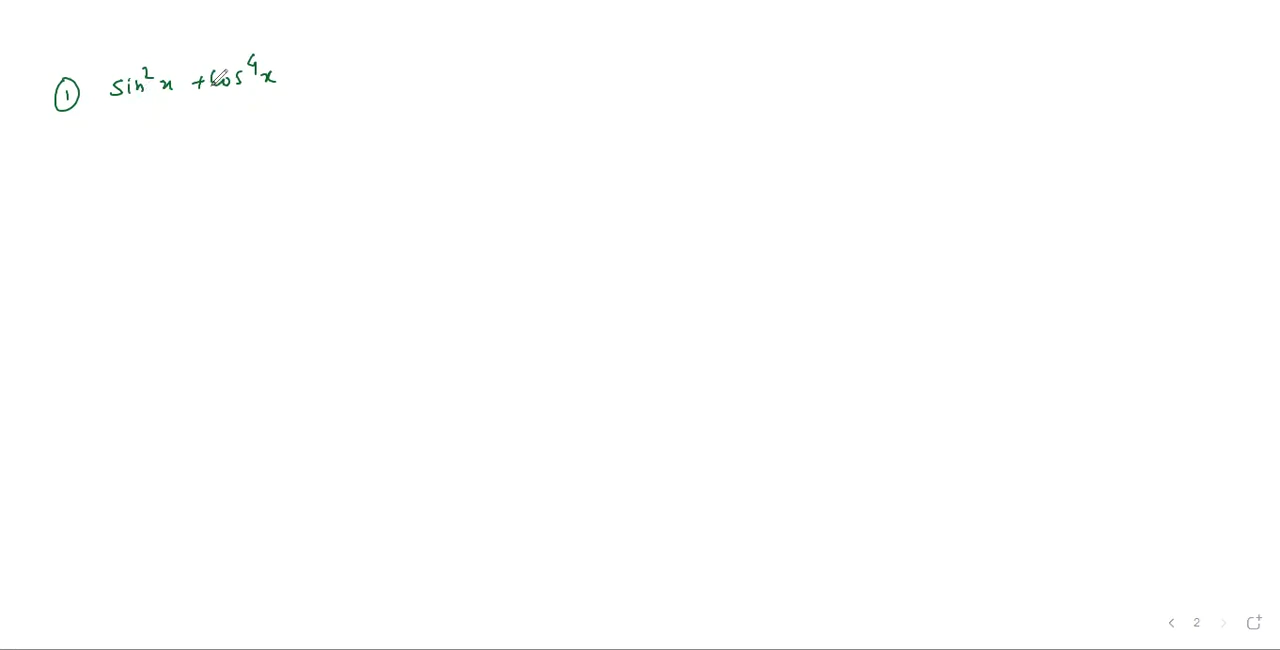 ① sin²x + cos⁴x
2